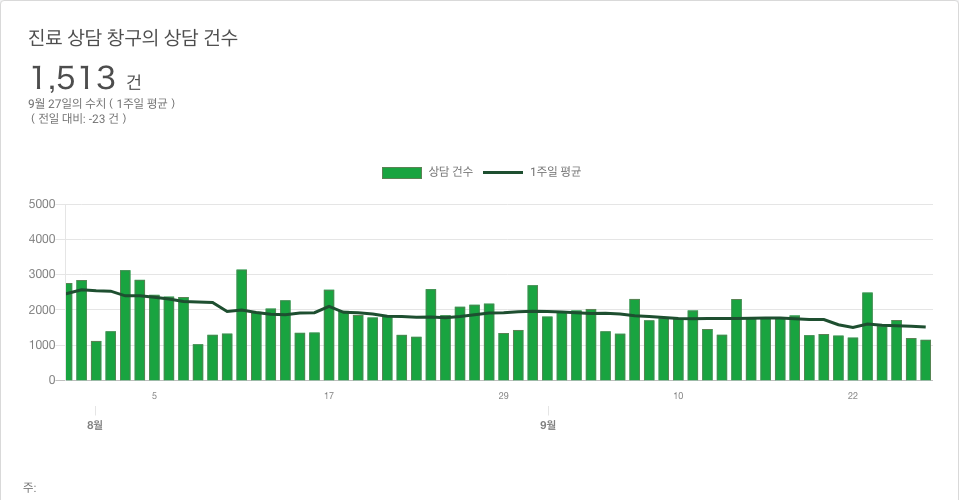 진료 상담 창구의 상담 건수
1,513 건
9월 27일의 수치 ( 1주일 평균 )
( 전일 대비: -23 건 )
상담 건수 1주일 평균
5000
4000
3000
2000
1000
0
5 17 29 10 22
8월 9월
주: